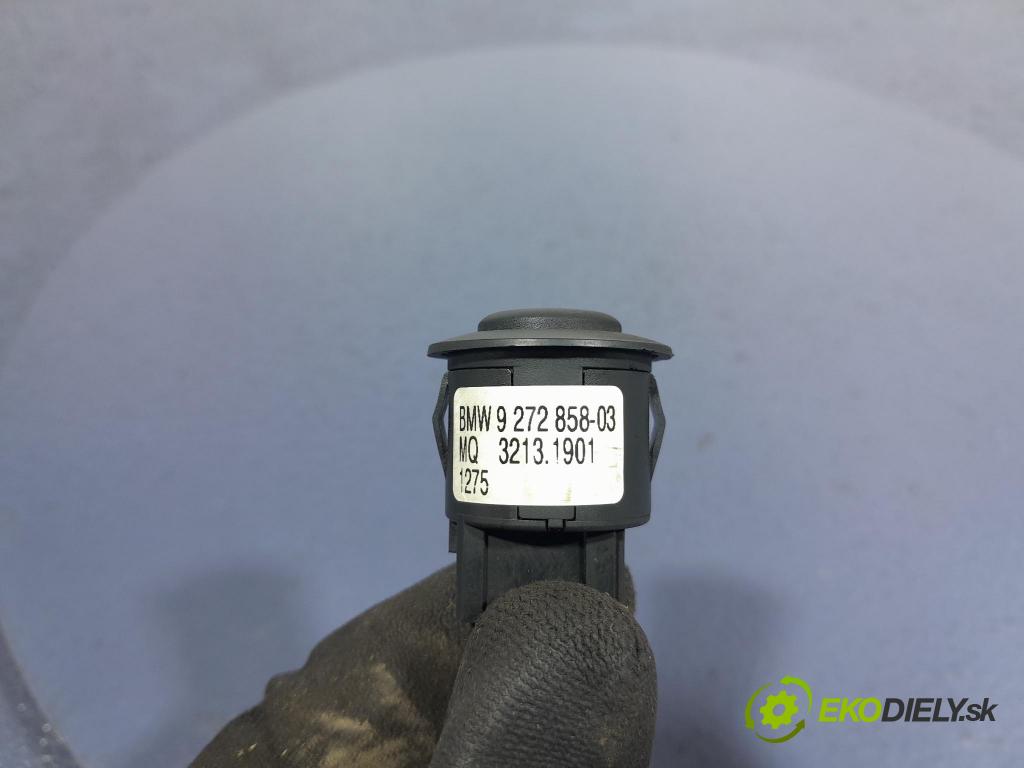 BMW 9 272 858-03
MQ 3213.1901
1275
EKODIELY.sk